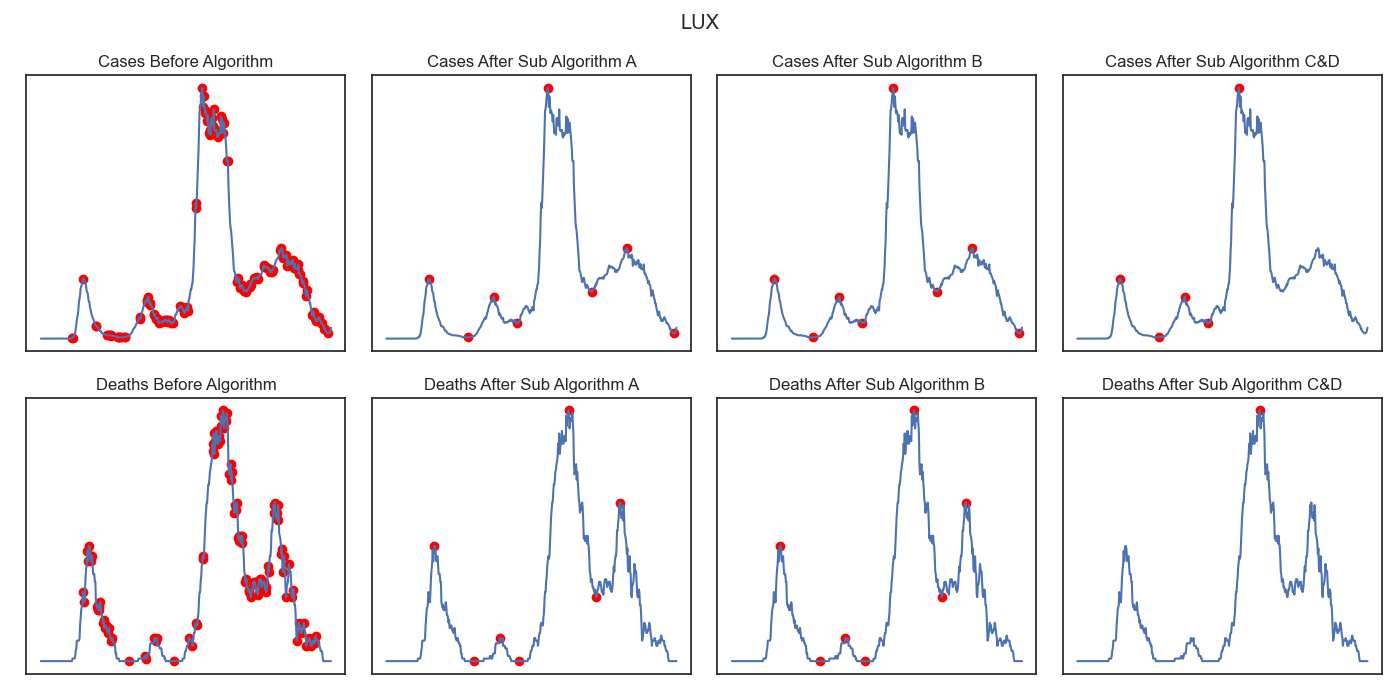 LUX
Cases Before Algorithm
Cases After Sub Algorithm A
Cases After Sub Algorithm B
Cases After Sub Algorithm C&D
Deaths Before Algorithm
Deaths After Sub Algorithm A
Deaths After Sub Algorithm B
Deaths After Sub Algorithm C&D